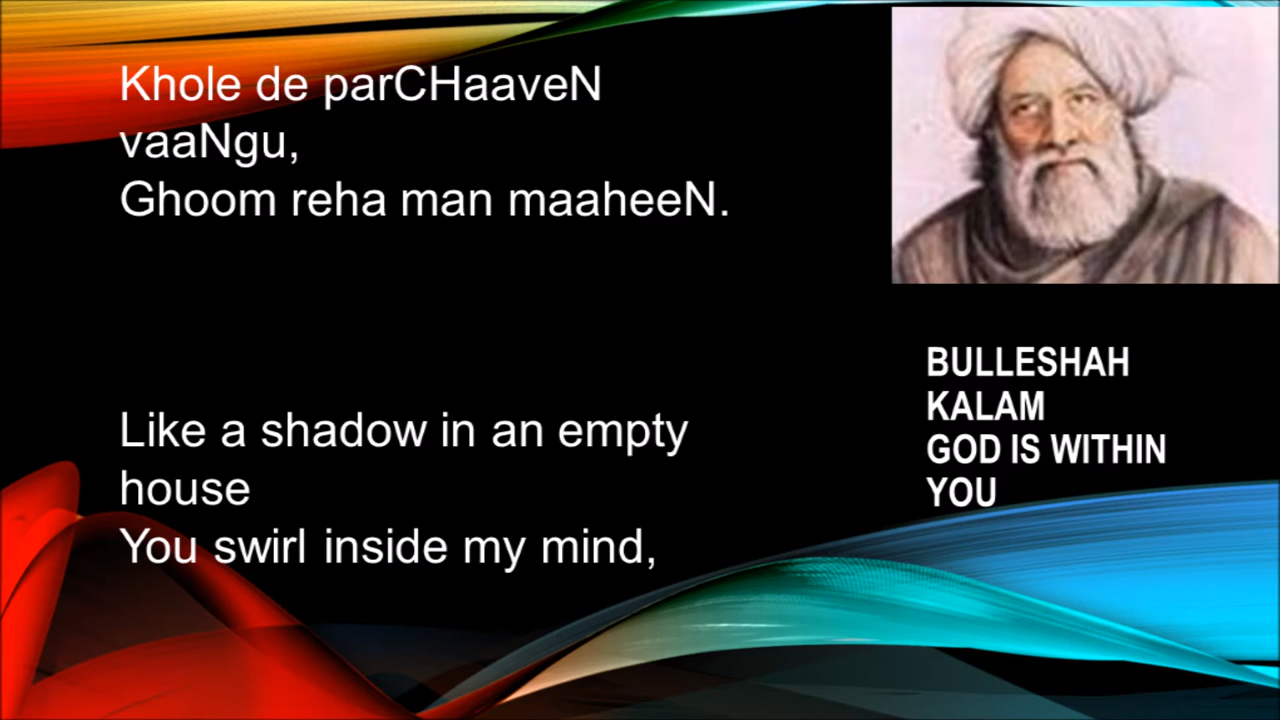 Khole de parCHaaveN
vaaNgu,
Ghoom reha man maaheeN.
Like a shadow in an empty
house
You swirl inside my mind,
BULLESHAH
KALAM
GOD IS WITHIN
YOU